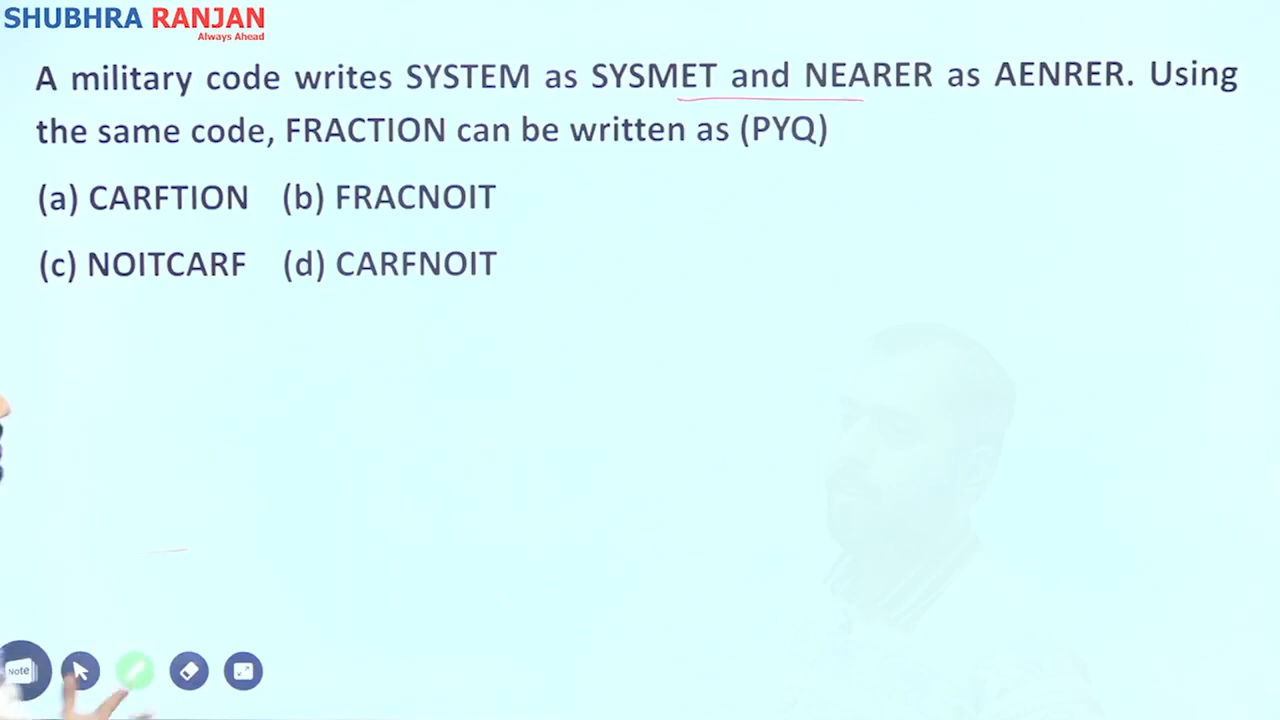 SHUBHRA RANJAN
Always Ahead
A military code writes SYSTEM as SYSMET and NEARER as AENRER. Using
the same code, FRACTION can be written as (PYQ)
(a) CARFTION (b) FRACNOIT
(c) NOITCARF (d) CARFNOIT
Note